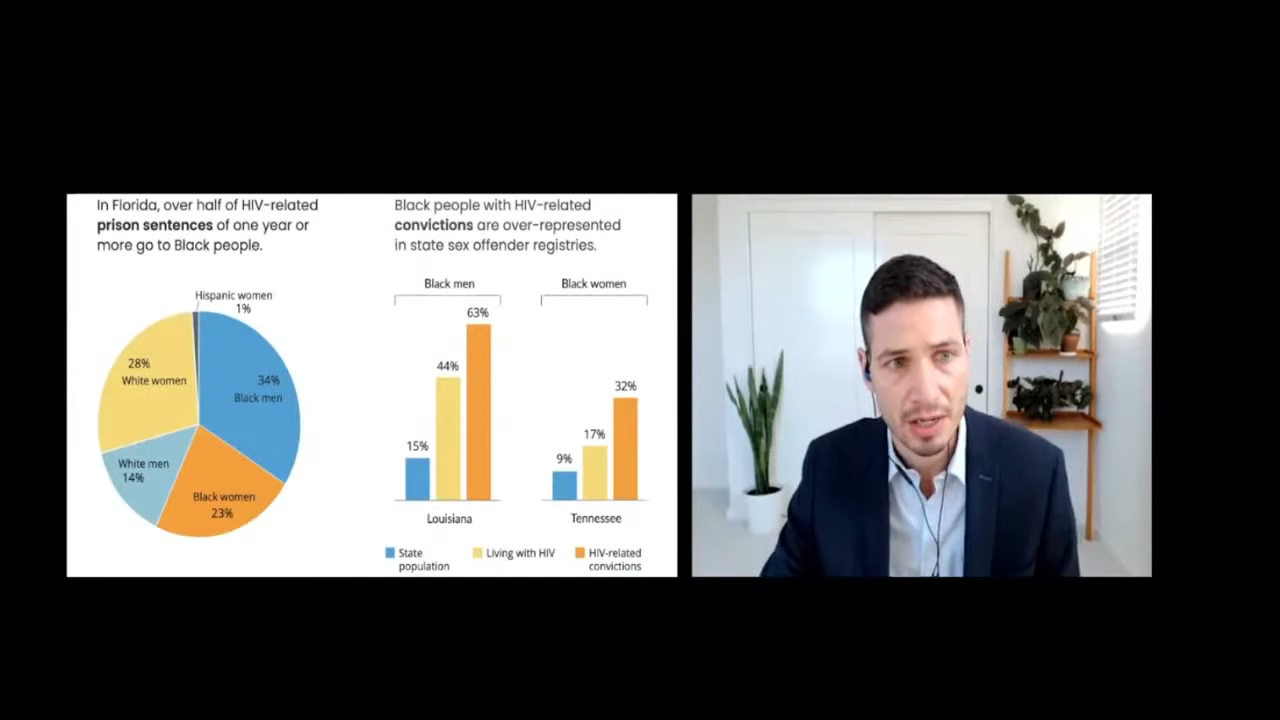 In Florida, over half of HIV-related
prison sentences of one year or
more go to Black people.
Hispanic women
1%
28%
White women
34%
Black men
White men
14%
Black women
23%
Black people with HIV-related
convictions are over-represented
in state sex offender registries.
Black men
Black women
63%
44%
15%
32%
17%
9%
Louisiana
Tennessee
State
population
Living with HIV
HIV-related
convictions